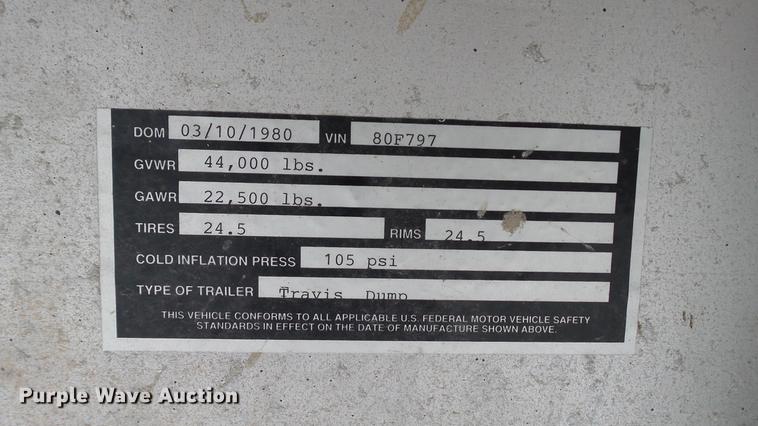 DOM 03/10/1980 VIN 80F797
GVWR 44,000 lbs.
GAWR 22,500 lbs.
TIRES 24.5 RIMS 24.5
COLD INFLATION PRESS 105 psi
TYPE OF TRAILER Travis Dump
THIS VEHICLE CONFORMS TO ALL APPLICABLE U.S. FEDERAL MOTOR VEHICLE SAFETY
STANDARDS IN EFFECT ON THE DATE OF MANUFACTURE SHOWN ABOVE.
Purple Wave Auction